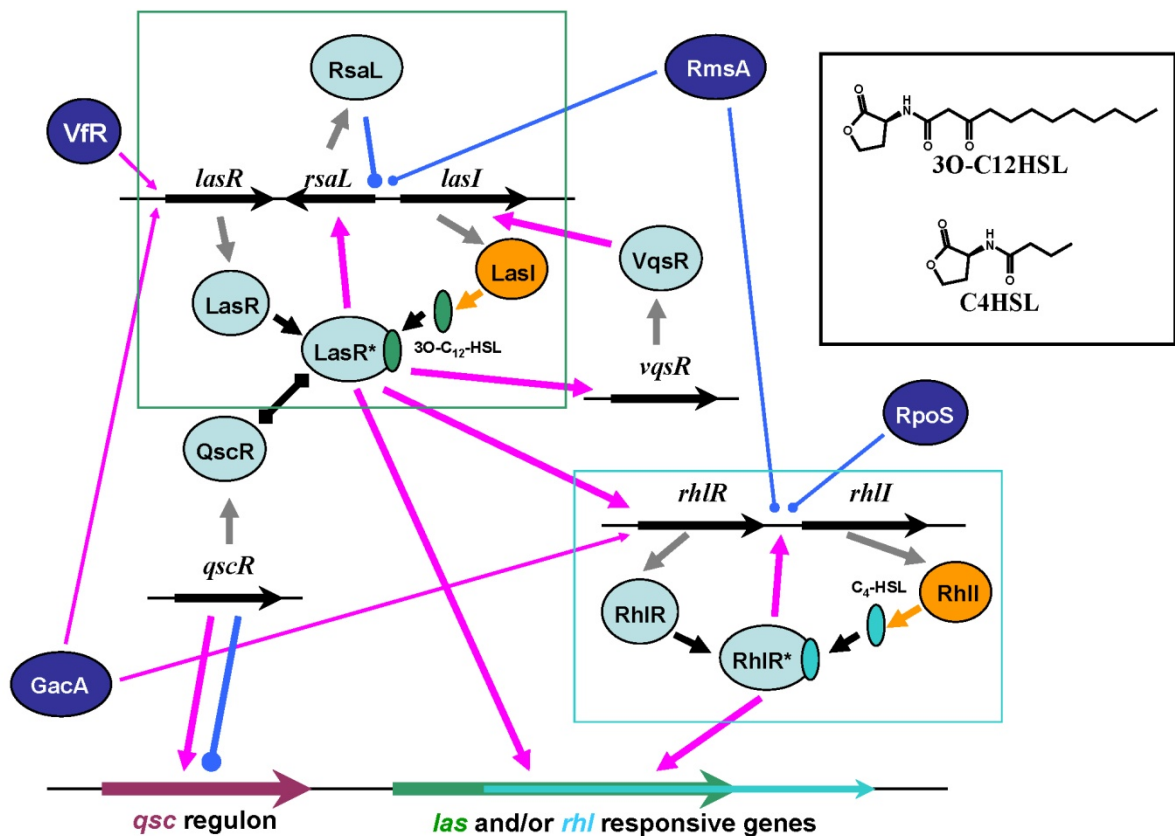 RsaL
RmsA
VfR
lasR
rsaL
lasI
LasR
LasI
VqsR
LasR*
3O-C12-HSL
vqsR
QscR
RpoS
qscR
rhlR
rhlI
C4-HSL
RhlR
RhlI
RhlR*
GacA
qsc regulon
las and/or rhl responsive genes
O
O
H
N
O
O
3O-C12HSL
O
O
H
N
O
C4HSL